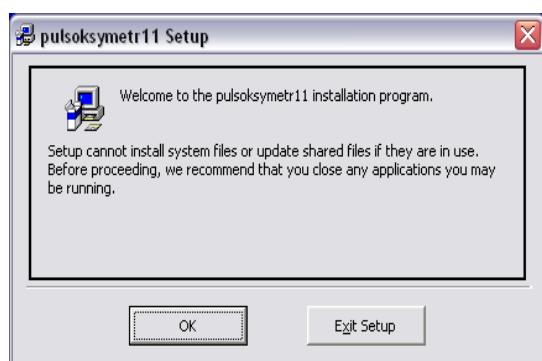 pulsoksymetr11 Setup
Welcome to the pulsoksymetr11 installation program.
Setup cannot install system files or update shared files if they are in use.
Before proceeding, we recommend that you close any applications you may
be running.
OK
Exit Setup